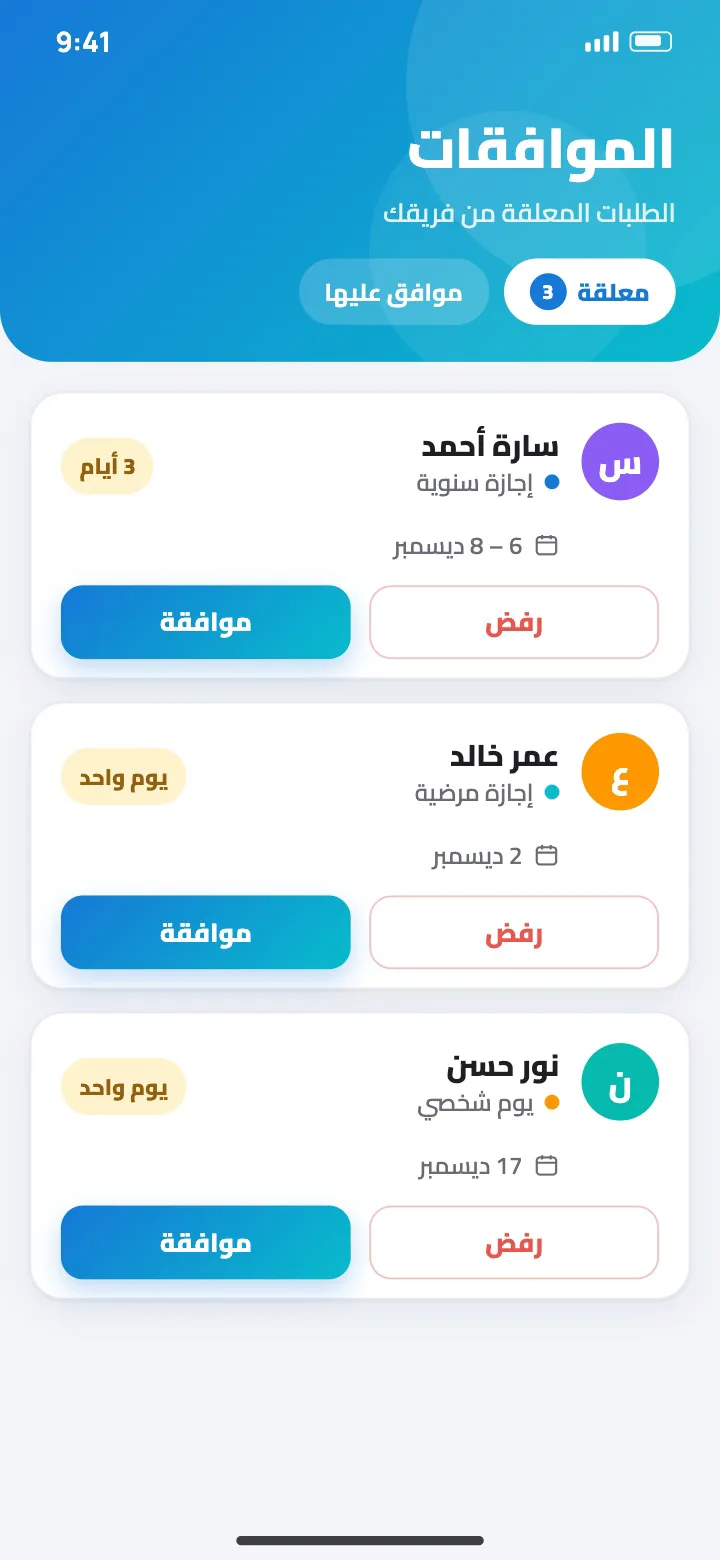 9:41
الموافقات
الطلبات المعلقة من فريقك
معلقة 3
موافق عليها
س
سارة أحمد
إجازة سنوية
3 أيام
6 – 8 ديسمبر
رفض
موافقة
ع
عمر خالد
إجازة مرضية
يوم واحد
2 ديسمبر
رفض
موافقة
ن
نور حسن
يوم شخصي
يوم واحد
17 ديسمبر
رفض
موافقة